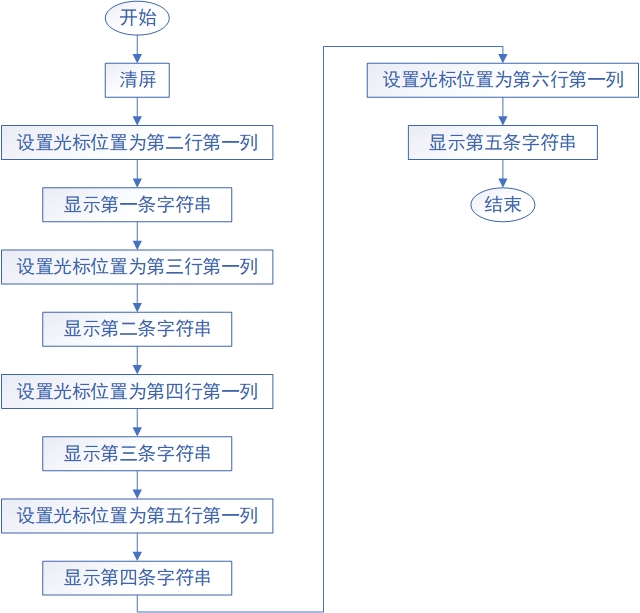 开始
清屏
设置光标位置为第二行第一列
显示第一条字符串
设置光标位置为第三行第一列
显示第二条字符串
设置光标位置为第四行第一列
显示第三条字符串
设置光标位置为第五行第一列
显示第四条字符串
设置光标位置为第六行第一列
显示第五条字符串
结束